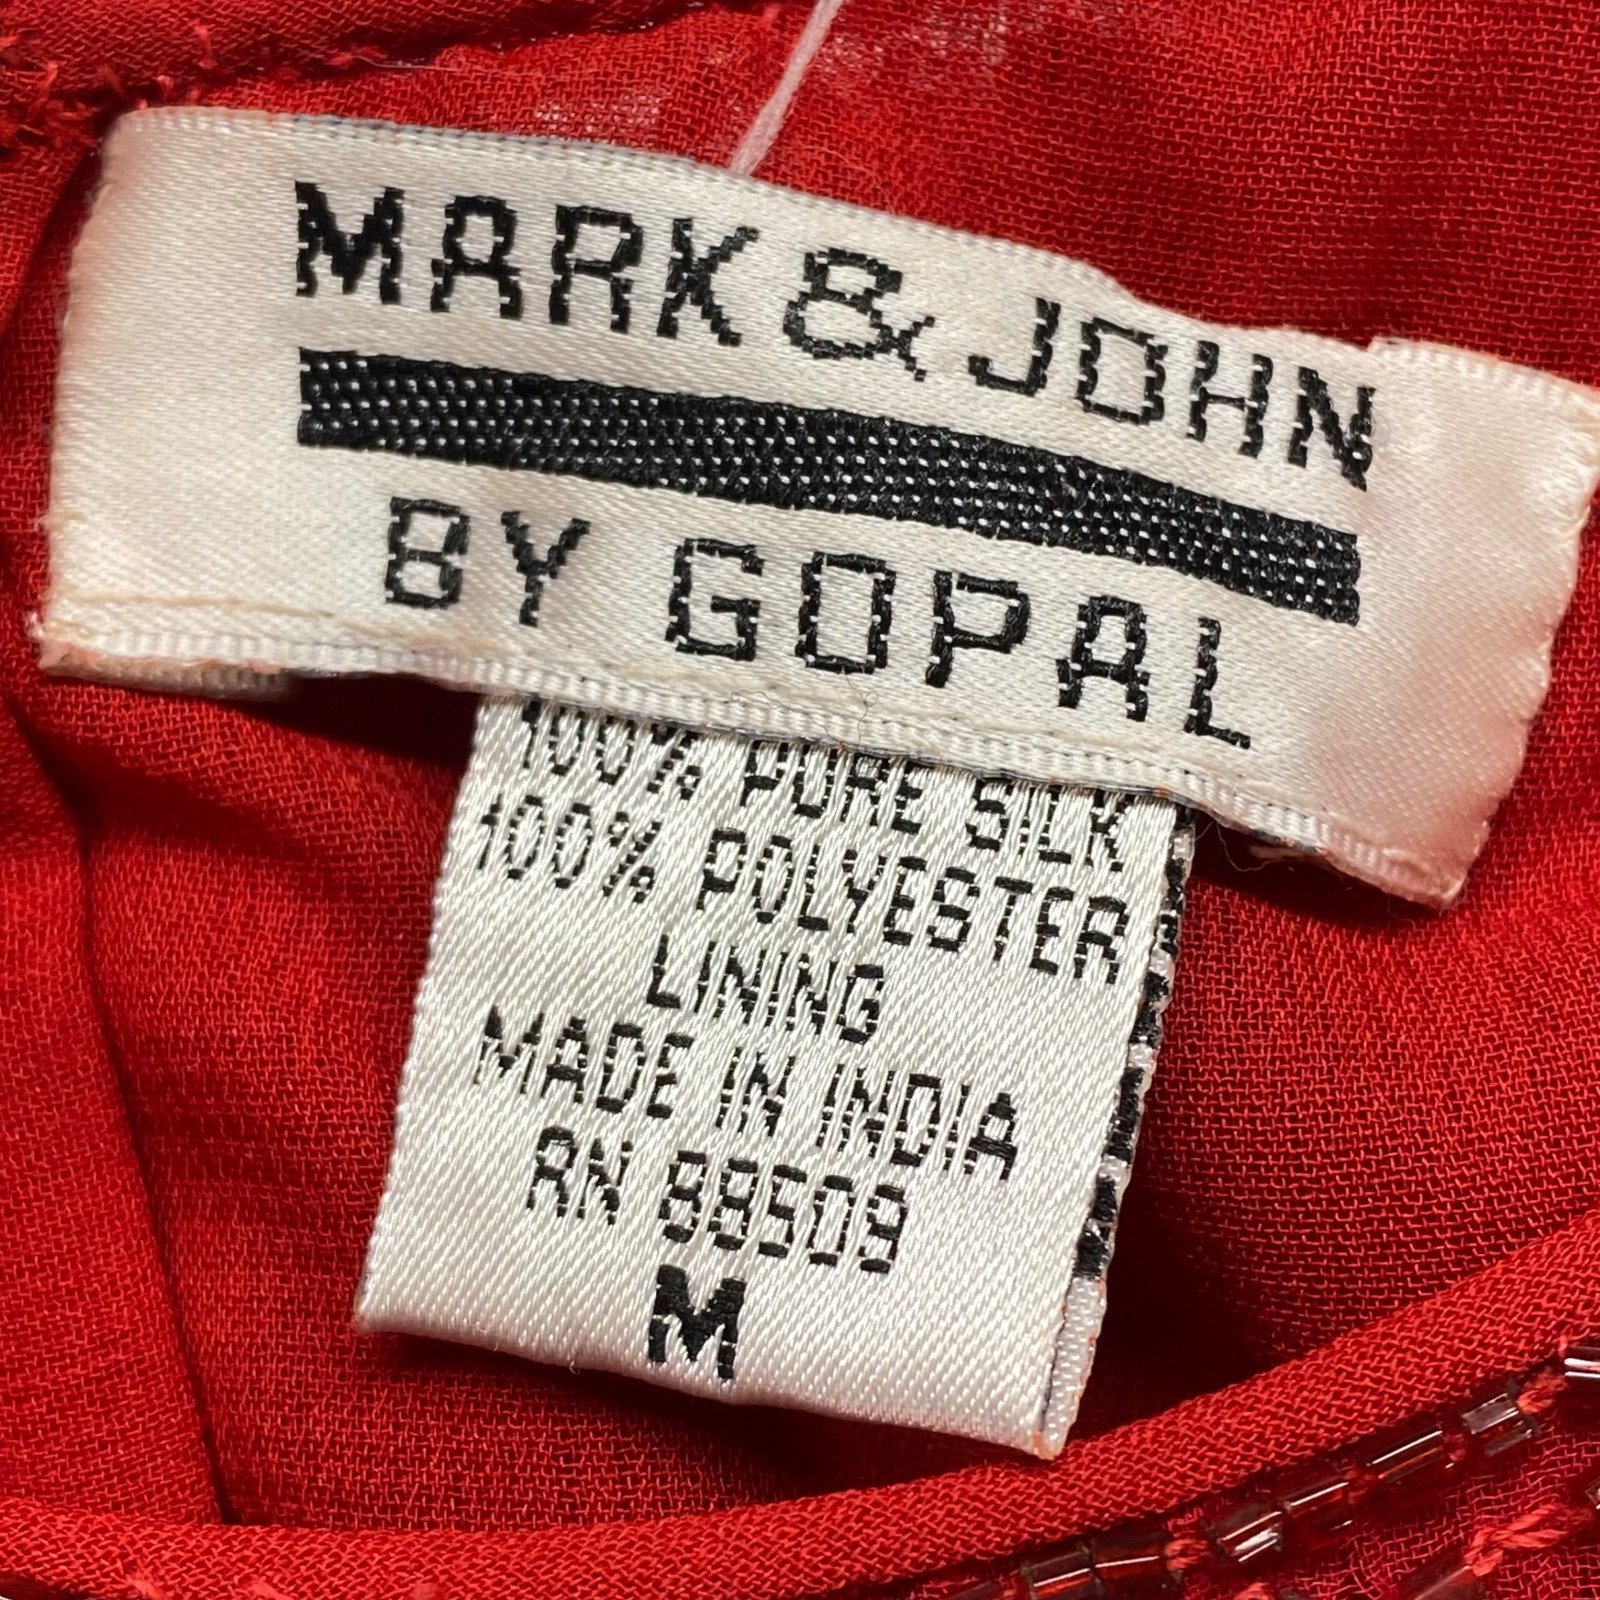 MARK & JOHN
BY GOPAL
100% PURE SILK
100% POLYESTER
LINING
MADE IN INDIA
RN 88509
M